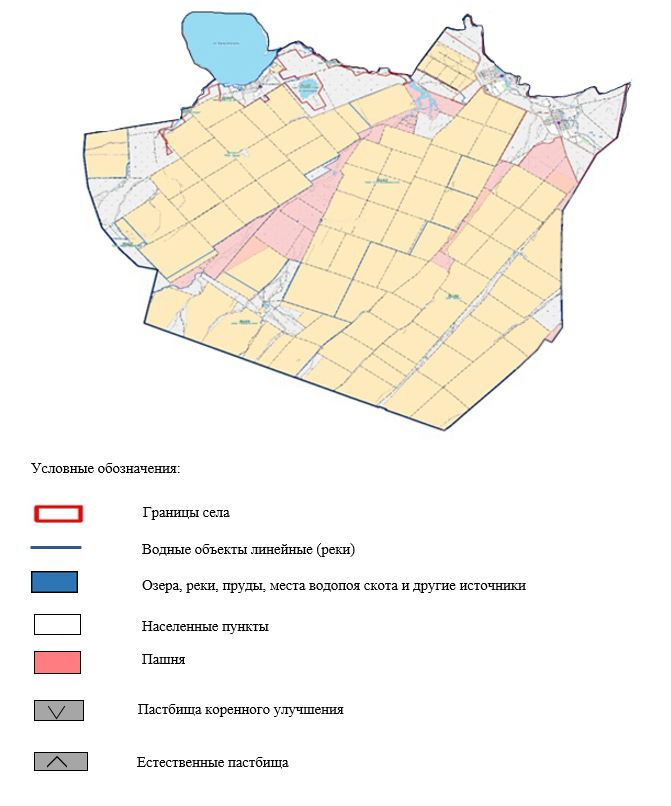 Условные обозначения:
Границы села
Водные объекты линейные (реки)
Озера, реки, пруды, места водопоя скота и другие источники
Населенные пункты
Пашня
Пастбища коренного улучшения
Естественные пастбища